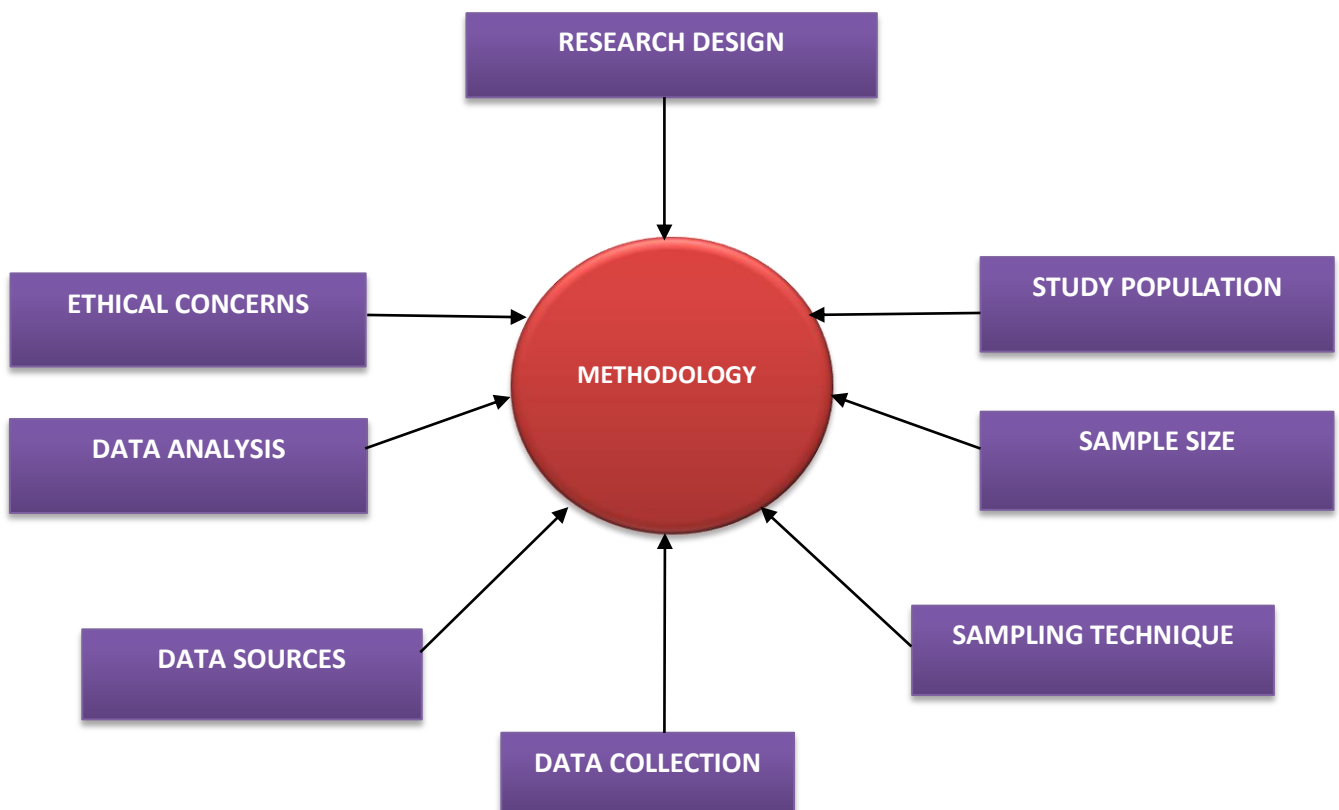 RESEARCH DESIGN
ETHICAL CONCERNS
STUDY POPULATION
METHODOLOGY
DATA ANALYSIS
SAMPLE SIZE
DATA SOURCES
SAMPLING TECHNIQUE
DATA COLLECTION